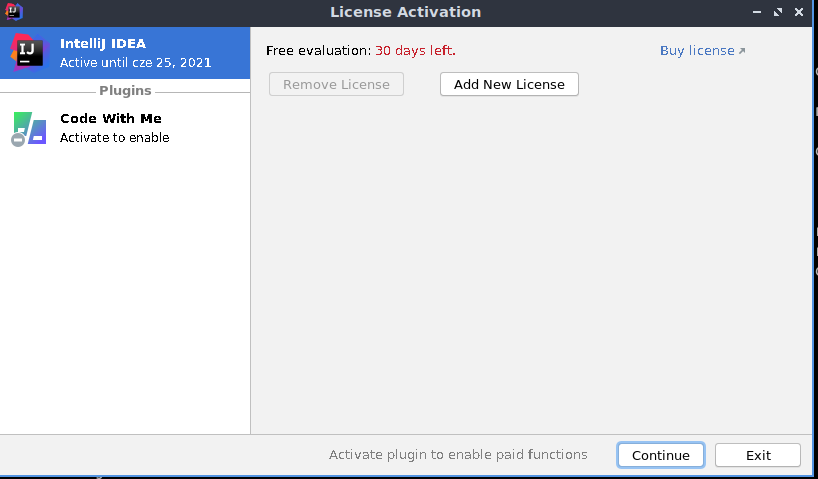 License Activation
IntelliJ IDEA
Active until cze 25, 2021
Plugins
Code With Me
Activate to enable
Free evaluation: 30 days left.
Buy license
Remove License
Add New License
Activate plugin to enable paid functions
Continue
Exit